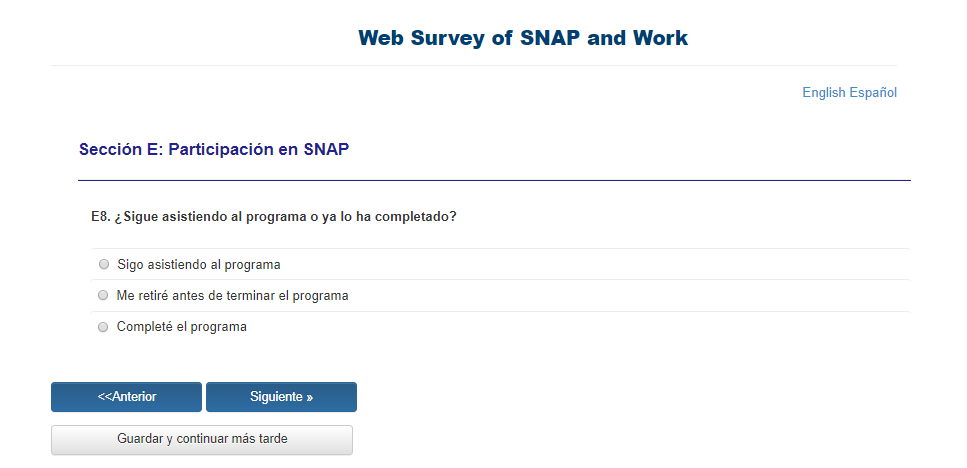 Web Survey of SNAP and Work
English Español
Sección E: Participación en SNAP
E8. ¿Sigue asistiendo al programa o ya lo ha completado?
Sigo asistiendo al programa
Me retiré antes de terminar el programa
Completé el programa
<<Anterior Siguiente »
Guardar y continuar más tarde